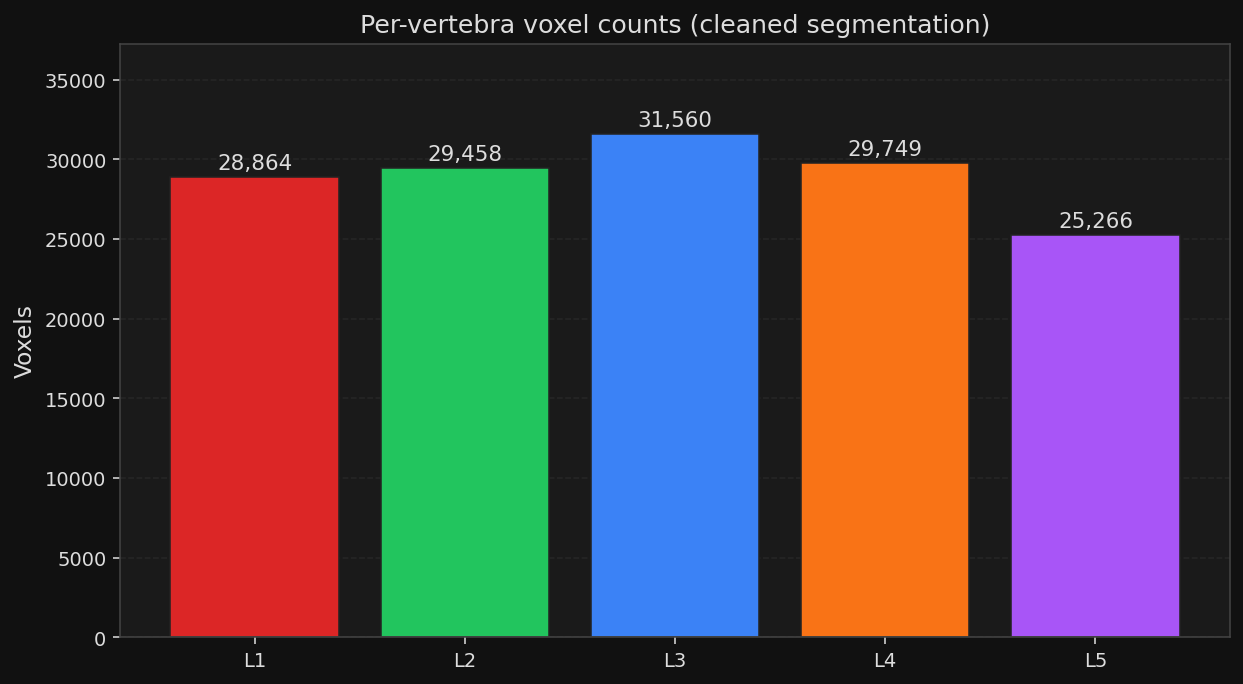 Per-vertebra voxel counts (cleaned segmentation)
Voxels
35000
30000
25000
20000
15000
10000
5000
0
28,864
29,458
31,560
29,749
25,266
L1
L2
L3
L4
L5